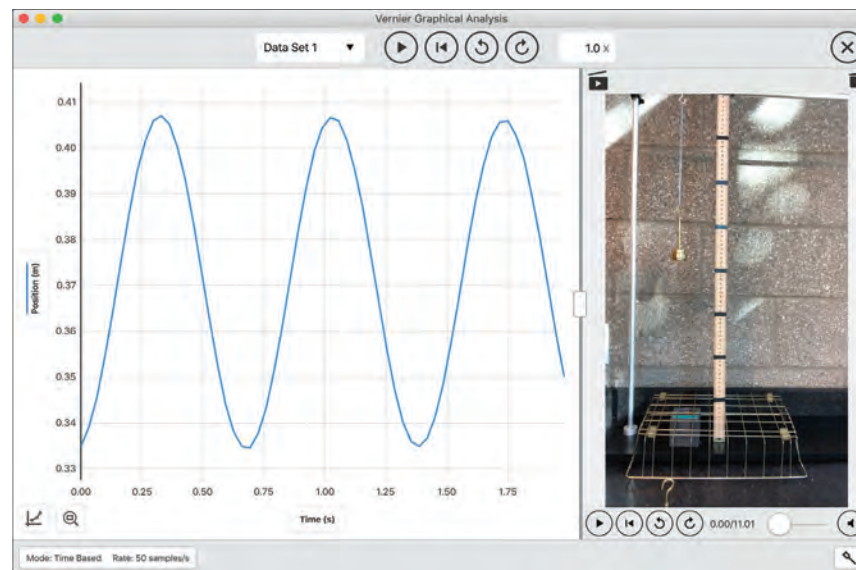 Vernier Graphical Analysis
Data Set 1
1.0 x
0.41
0.40
0.39
0.38
0.37
0.36
0.35
0.34
0.33
Position (m)
0.00 0.25 0.50 0.75 1.00 1.25 1.50 1.75
Time (s)
0.00/11.01
Mode: Time Based Rate: 50 samples/s